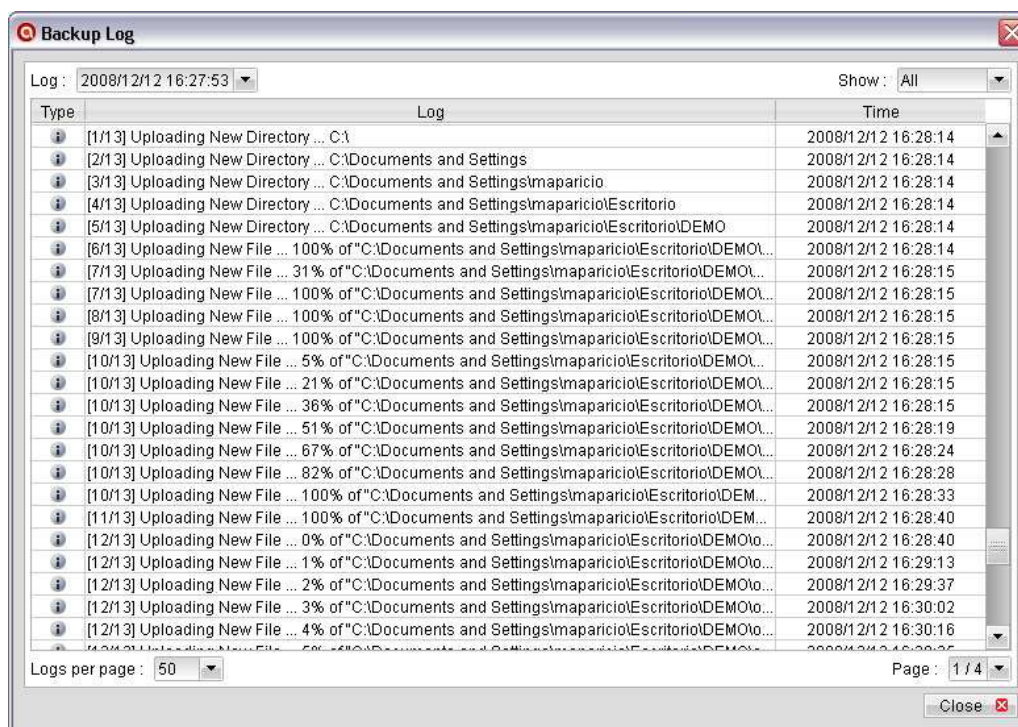 Backup Log
Log : 2008/12/12 16:27:53 Show : All
Type Log Time
[1/13] Uploading New Directory ... C:\ 2008/12/12 16:28:14
[2/13] Uploading New Directory ... C:\Documents and Settings 2008/12/12 16:28:14
[3/13] Uploading New Directory ... C:\Documents and Settings\maparicio 2008/12/12 16:28:14
[4/13] Uploading New Directory ... C:\Documents and Settings\maparicio\Escritorio 2008/12/12 16:28:14
[5/13] Uploading New Directory ... C:\Documents and Settings\maparicio\Escritorio\DEMO 2008/12/12 16:28:14
[6/13] Uploading New File ... 100% of "C:\Documents and Settings\maparicio\Escritorio\DEMO\... 2008/12/12 16:28:14
[7/13] Uploading New File ... 31% of "C:\Documents and Settings\maparicio\Escritorio\DEMO\... 2008/12/12 16:28:15
[7/13] Uploading New File ... 100% of "C:\Documents and Settings\maparicio\Escritorio\DEMO\... 2008/12/12 16:28:15
[8/13] Uploading New File ... 100% of "C:\Documents and Settings\maparicio\Escritorio\DEMO\... 2008/12/12 16:28:15
[9/13] Uploading New File ... 100% of "C:\Documents and Settings\maparicio\Escritorio\DEMO\... 2008/12/12 16:28:15
[10/13] Uploading New File ... 5% of "C:\Documents and Settings\maparicio\Escritorio\DEMO\... 2008/12/12 16:28:15
[10/13] Uploading New File ... 21% of "C:\Documents and Settings\maparicio\Escritorio\DEMO\... 2008/12/12 16:28:15
[10/13] Uploading New File ... 36% of "C:\Documents and Settings\maparicio\Escritorio\DEMO\... 2008/12/12 16:28:15
[10/13] Uploading New File ... 51% of "C:\Documents and Settings\maparicio\Escritorio\DEMO\... 2008/12/12 16:28:19
[10/13] Uploading New File ... 67% of "C:\Documents and Settings\maparicio\Escritorio\DEMO\... 2008/12/12 16:28:24
[10/13] Uploading New File ... 82% of "C:\Documents and Settings\maparicio\Escritorio\DEMO\... 2008/12/12 16:28:28
[10/13] Uploading New File ... 100% of "C:\Documents and Settings\maparicio\Escritorio\DEM... 2008/12/12 16:28:33
[11/13] Uploading New File ... 100% of "C:\Documents and Settings\maparicio\Escritorio\DEM... 2008/12/12 16:28:40
[12/13] Uploading New File ... 0% of "C:\Documents and Settings\maparicio\Escritorio\DEMO\o... 2008/12/12 16:28:40
[12/13] Uploading New File ... 1% of "C:\Documents and Settings\maparicio\Escritorio\DEMO\o... 2008/12/12 16:29:13
[12/13] Uploading New File ... 2% of "C:\Documents and Settings\maparicio\Escritorio\DEMO\o... 2008/12/12 16:29:37
[12/13] Uploading New File ... 3% of "C:\Documents and Settings\maparicio\Escritorio\DEMO\o... 2008/12/12 16:30:02
[12/13] Uploading New File ... 4% of "C:\Documents and Settings\maparicio\Escritorio\DEMO\o... 2008/12/12 16:30:16
Logs per page : 50 Page : 1 / 4
Close